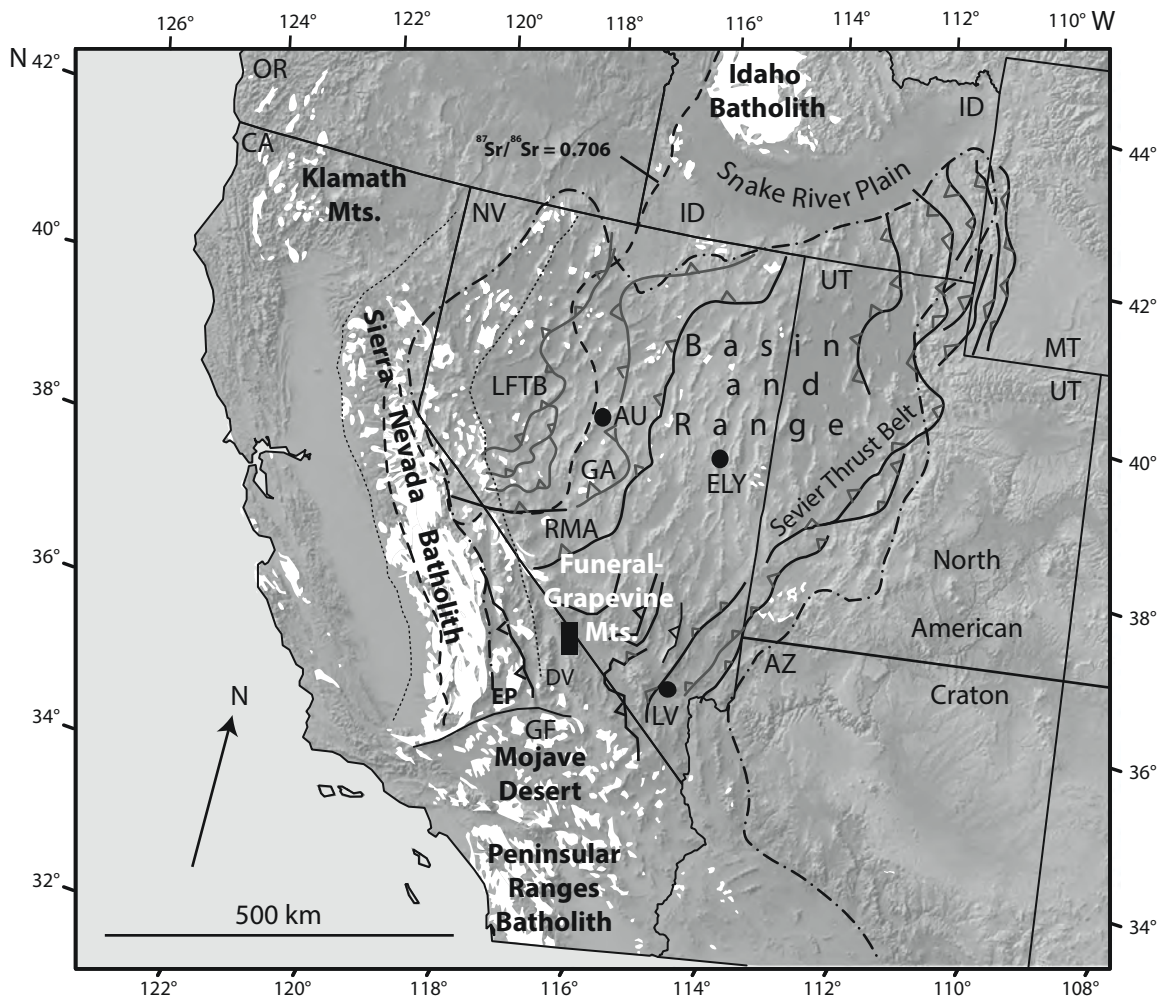 126°
124°
122°
120°
118°
116°
114°
112°
110° W
N 42°
OR
Idaho
Batholith
ID
CA
⁸⁷Sr/⁸⁶Sr = 0.706
44°
Klamath
Mts.
Snake River Plain
NV
ID
40°
UT
42°
Sierra
Nevada
Batholith
B a s i n
a n d
R a n g e
MT
UT
LFTB
38°
AU
Sevier Thrust Belt
GA
ELY
40°
RMA
36°
Funeral-
Grapevine
Mts.
North
American
Craton
38°
AZ
DV
EP
LV
N
34°
GF
Mojave
Desert
36°
Peninsular
Ranges
Batholith
32°
500 km
34°
122°
120°
118°
116°
114°
112°
110°
108°